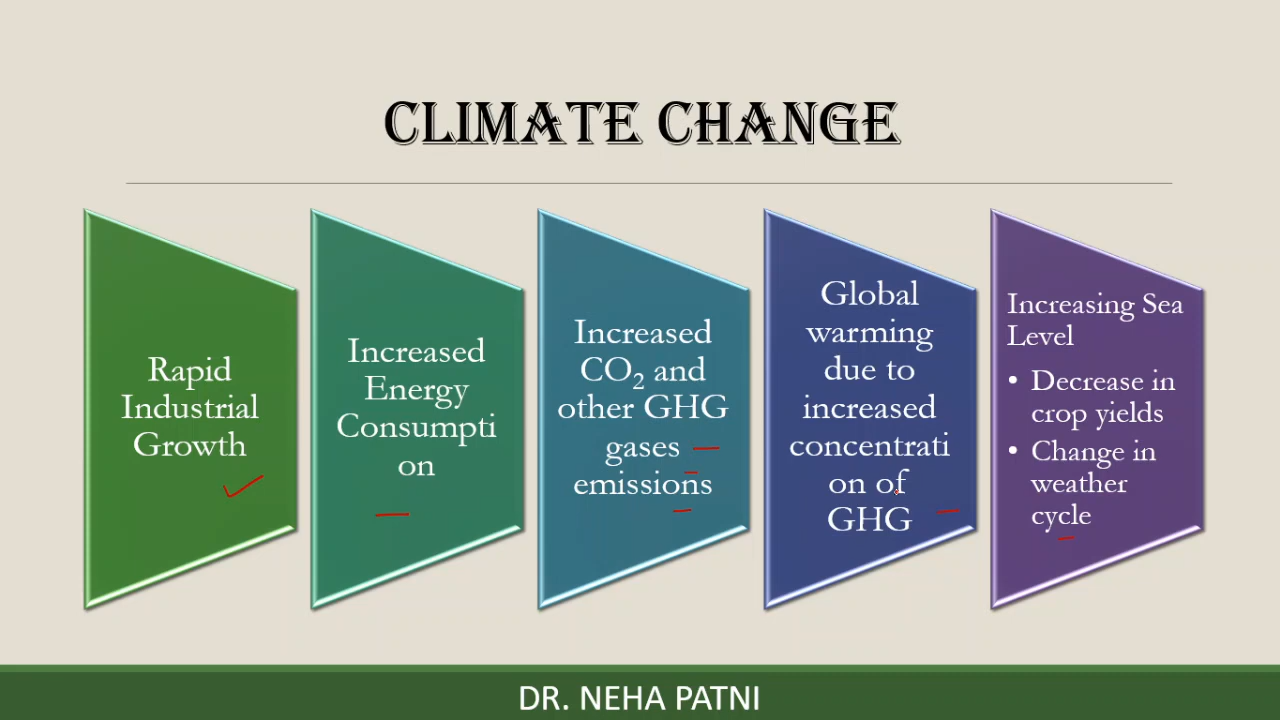 CLIMATE CHANGE
Rapid
Industrial
Growth
Increased
Energy
Consumpti
on
Increased
CO₂ and
other GHG
gases
emissions
Global
warming
due to
increased
concentrati
on of
GHG
Increasing Sea
Level
• Decrease in
crop yields
• Change in
weather
cycle
DR. NEHA PATNI